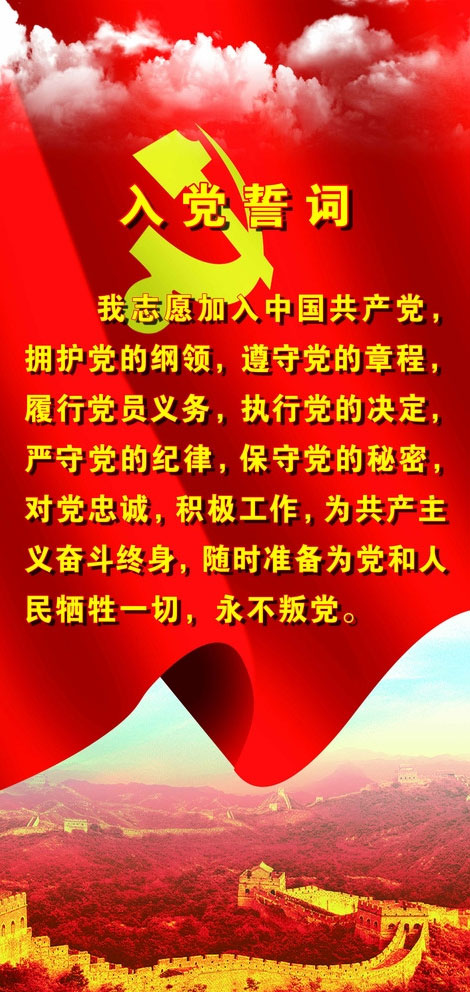 入党誓词
我志愿加入中国共产党，
拥护党的纲领，遵守党的章程，
履行党员义务，执行党的决定，
严守党的纪律，保守党的秘密，
对党忠诚，积极工作，为共产主
义奋斗终身，随时准备为党和人
民牺牲一切，永不叛党。